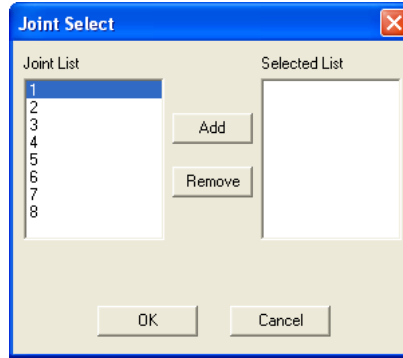 Joint Select
Joint List
Selected List
1
2
3
4
5
6
7
8
Add
Remove
OK
Cancel